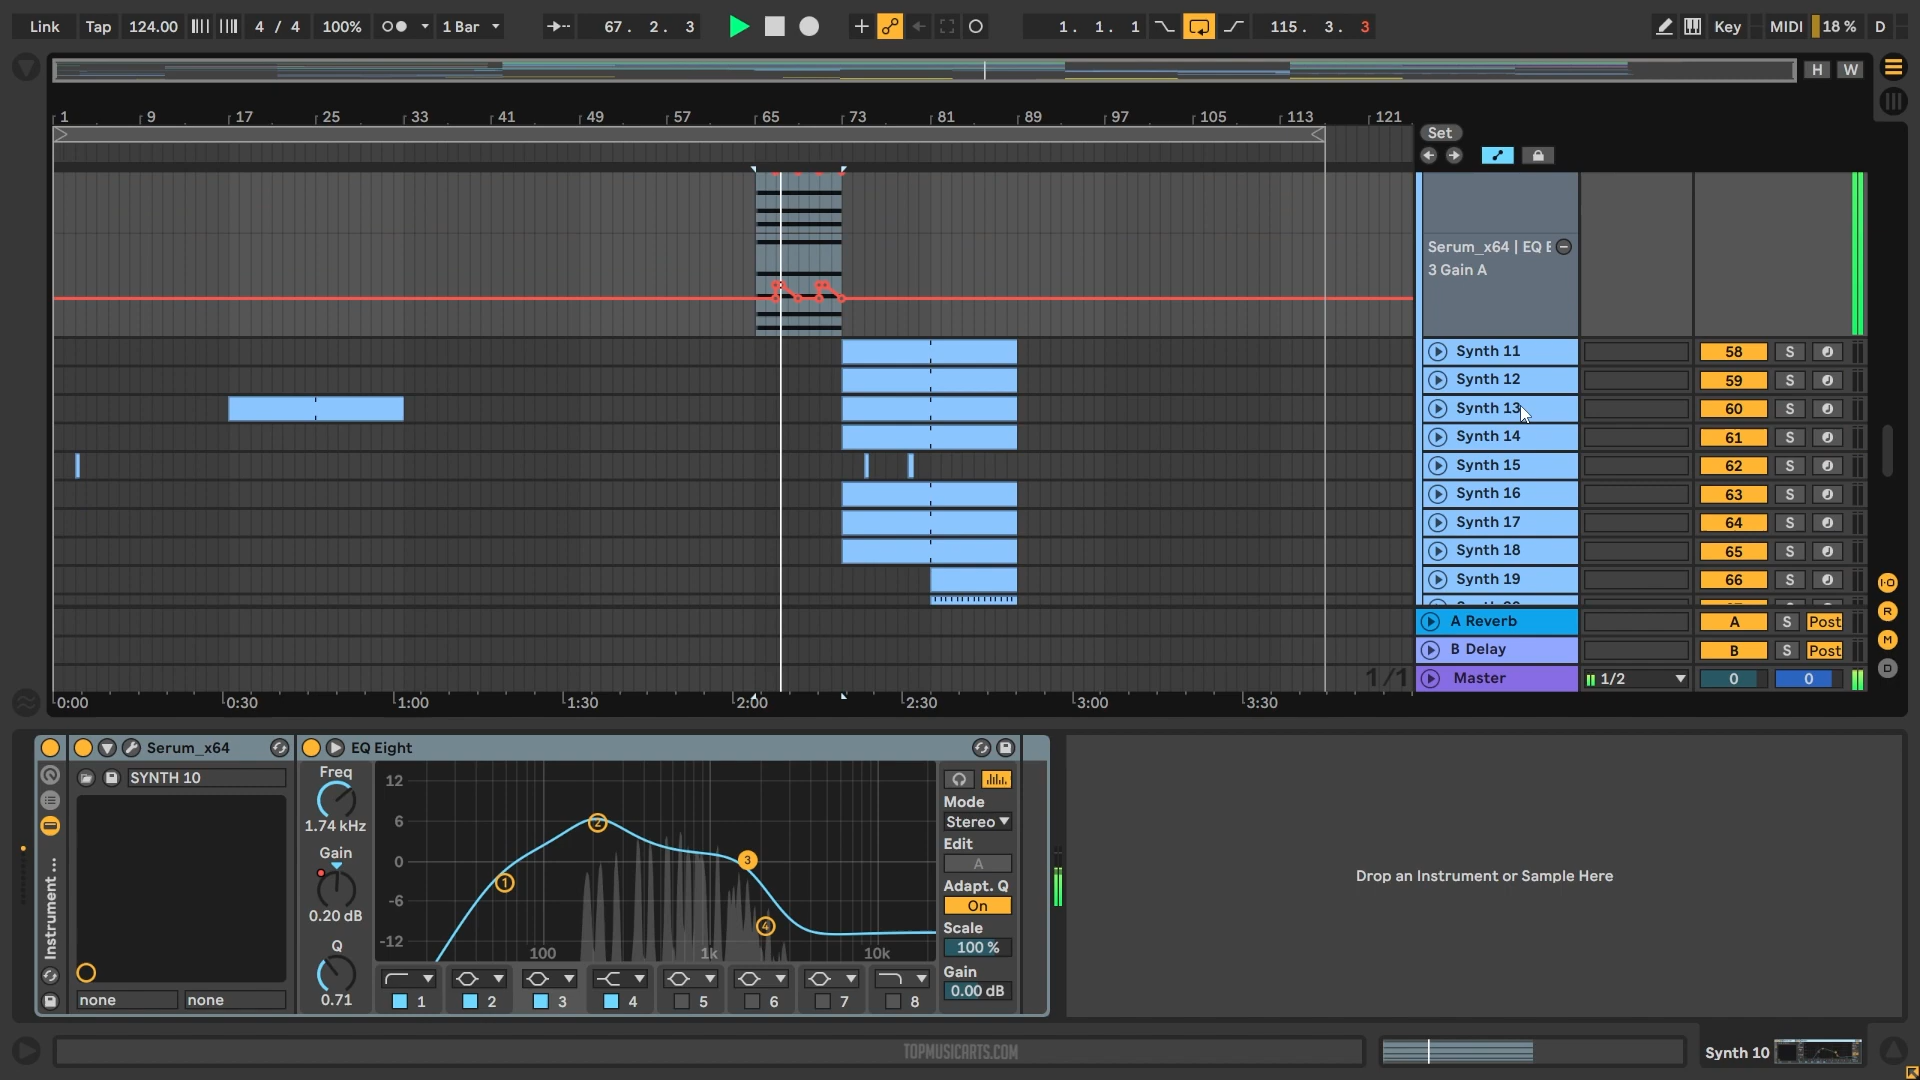 Link Tap 124.00 4 / 4 100% 1 Bar 67. 2. 3 1. 1. 1 115. 3. 3 Key MIDI 18 % D
H W
1 9 17 25 33 41 49 57 65 73 81 89 97 105 113 121
Set
Serum_x64 | EQ E
3 Gain A
Synth 11 58 S
Synth 12 59 S
Synth 13 60 S
Synth 14 61 S
Synth 15 62 S
Synth 16 63 S
Synth 17 64 S
Synth 18 65 S
Synth 19 66 S
I·O
R
M
D
A Reverb A S Post
B Delay B S Post
1/1 Master 1/2 0 0
0:00 0:30 1:00 1:30 2:00 2:30 3:00 3:30
Serum_x64
SYNTH 10
none none
Instrument ...
EQ Eight
Freq
1.74 kHz
Gain
0.20 dB
Q
0.71
12
6
0
-6
-12
100 1k 10k
1 2 3 4
1 2 3 4 5 6 7 8
Mode
Stereo
Edit
A
Adapt. Q
On
Scale
100 %
Gain
0.00 dB
Drop an Instrument or Sample Here
TOPMUSICARTS.COM
Synth 10